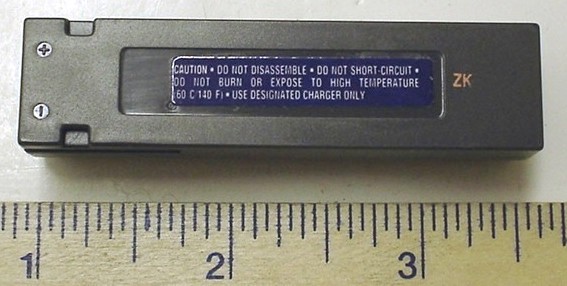 +
CAUTION • DO NOT DISASSEMBLE • DO NOT SHORT-CIRCUIT •
DO NOT BURN OR EXPOSE TO HIGH TEMPERATURE
(60 C 140 F) • USE DESIGNATED CHARGER ONLY
ZK
−
1 2 3